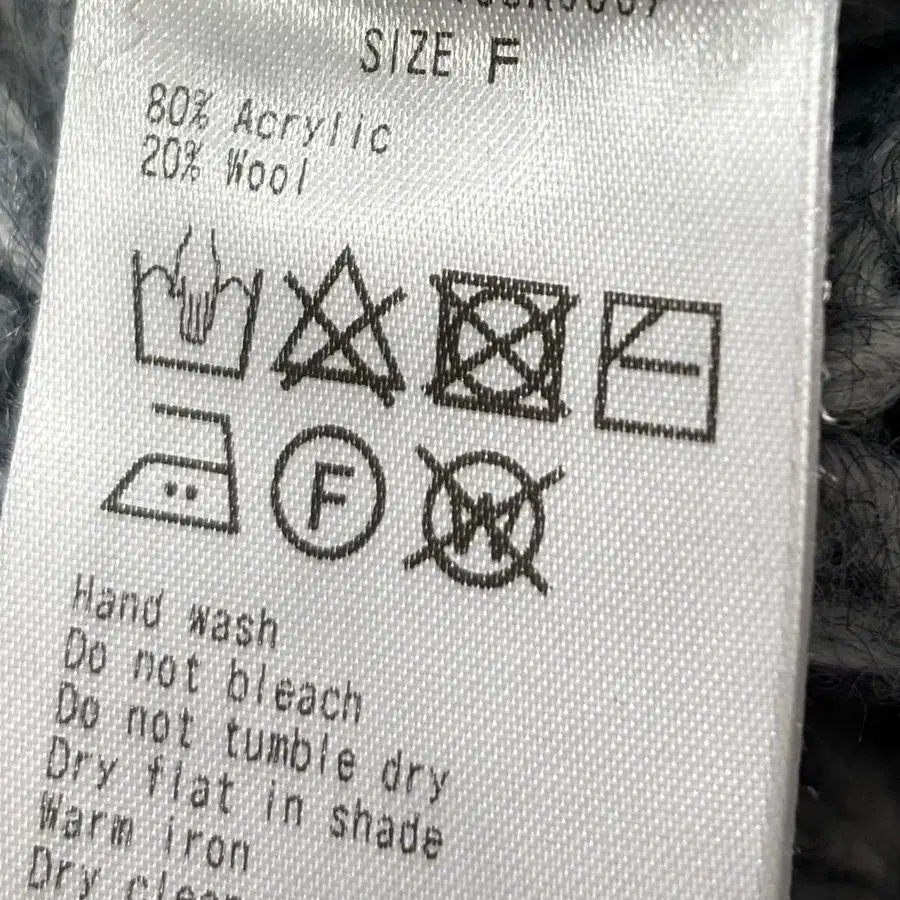 SIZE F
80% Acrylic
20% Wool
F
W
Hand wash
Do not bleach
Do not tumble dry
Dry flat in shade
Warm iron
Dry